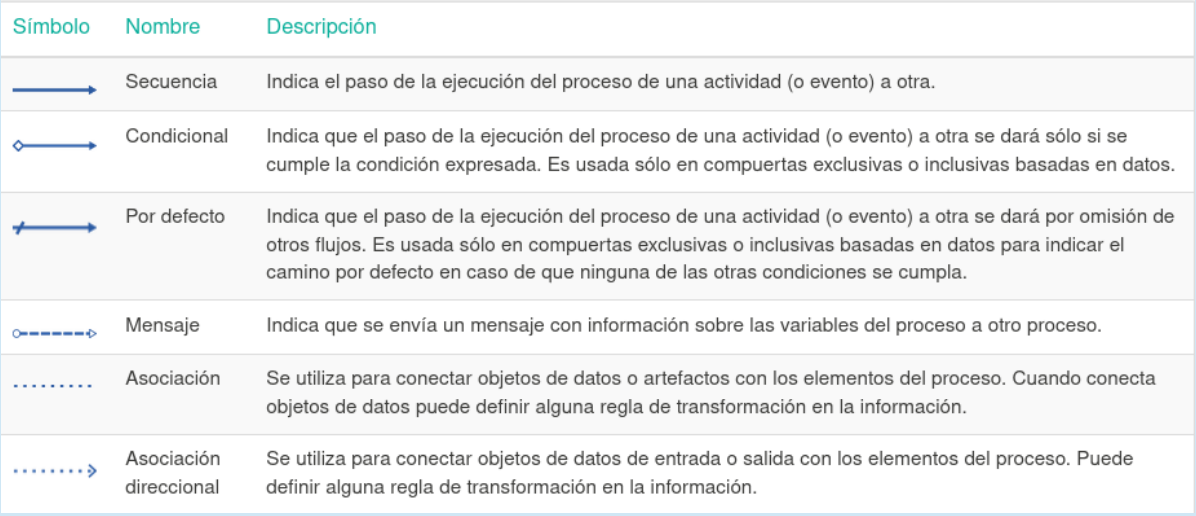 Símbolo Nombre Descripción
Secuencia Indica el paso de la ejecución del proceso de una actividad (o evento) a otra.
Condicional Indica que el paso de la ejecución del proceso de una actividad (o evento) a otra se dará sólo si se
cumple la condición expresada. Es usada sólo en compuertas exclusivas o inclusivas basadas en datos.
Por defecto Indica que el paso de la ejecución del proceso de una actividad (o evento) a otra se dará por omisión de
otros flujos. Es usada sólo en compuertas exclusivas o inclusivas basadas en datos para indicar el
camino por defecto en caso de que ninguna de las otras condiciones se cumpla.
Mensaje Indica que se envía un mensaje con información sobre las variables del proceso a otro proceso.
Asociación Se utiliza para conectar objetos de datos o artefactos con los elementos del proceso. Cuando conecta
objetos de datos puede definir alguna regla de transformación en la información.
Asociación Se utiliza para conectar objetos de datos de entrada o salida con los elementos del proceso. Puede
direccional definir alguna regla de transformación en la información.